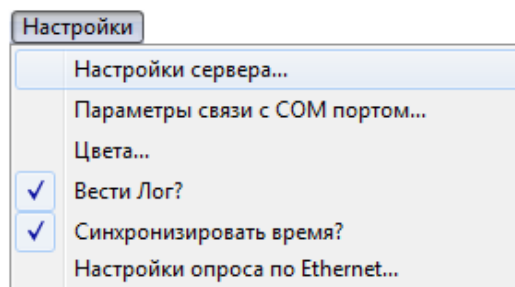 Настройки
Настройки сервера...
Параметры связи с COM портом...
Цвета...
Вести Лог?
Синхронизировать время?
Настройки опроса по Ethernet...